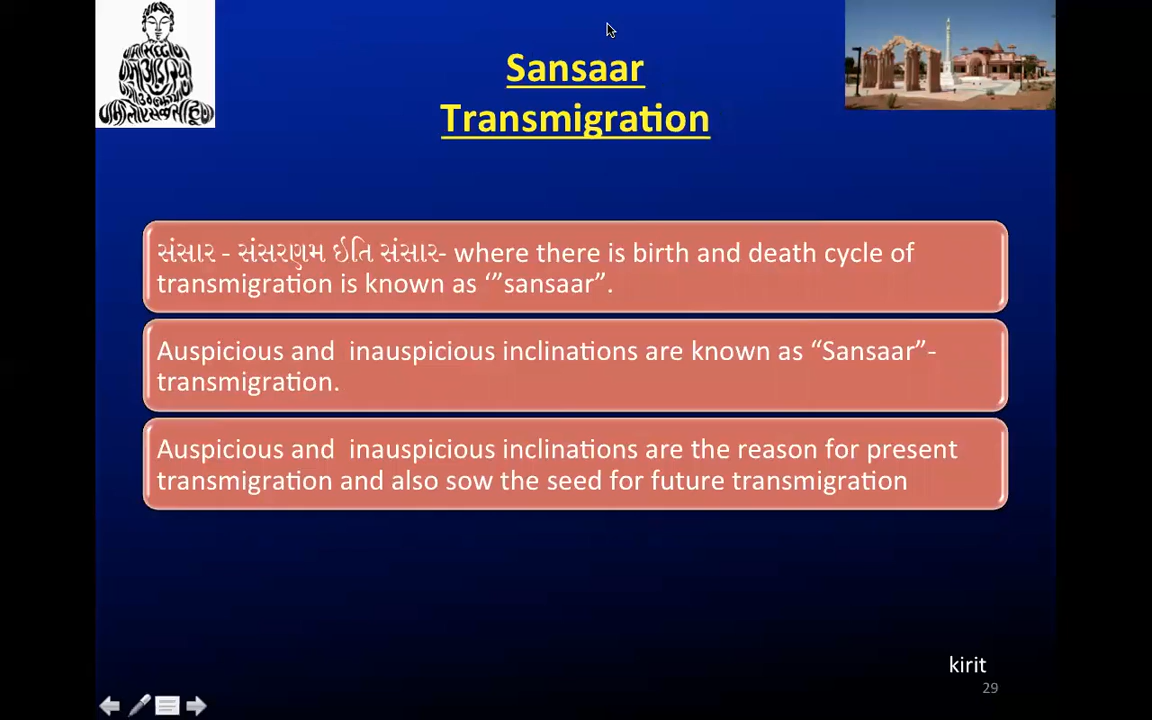 Sansaar
Transmigration
સંસાર - સંસરણમ ઈતિ સંસાર- where there is birth and death cycle of
transmigration is known as ‘”sansaar”.
Auspicious and  inauspicious inclinations are known as “Sansaar”-
transmigration.
Auspicious and  inauspicious inclinations are the reason for present
transmigration and also sow the seed for future transmigration
kirit
29